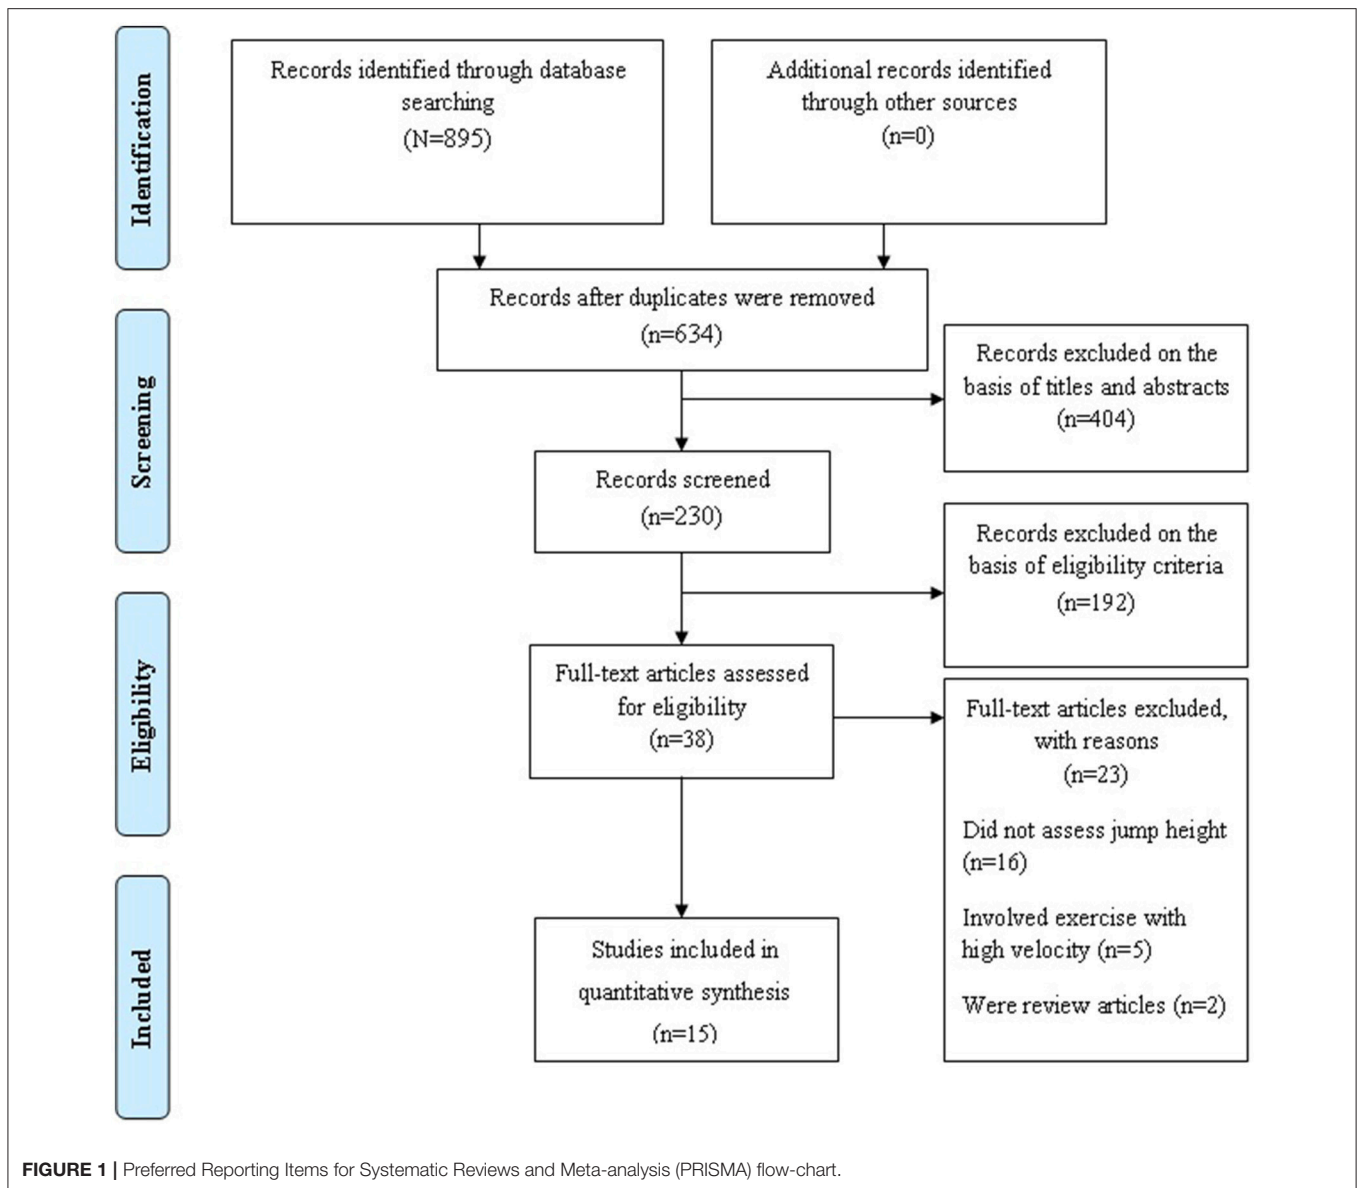 Identification
Records identified through database
searching
(N=895)
Additional records identified
through other sources
(n=0)
Records after duplicates were removed
(n=634)
Screening
Records excluded on the
basis of titles and abstracts
(n=404)
Records screened
(n=230)
Records excluded on the
basis of eligibility criteria
(n=192)
Eligibility
Full-text articles assessed
for eligibility
(n=38)
Full-text articles excluded,
with reasons
(n=23)
Did not assess jump height
(n=16)
Involved exercise with
high velocity (n=5)
Were review articles (n=2)
Included
Studies included in
quantitative synthesis
(n=15)
FIGURE 1 | Preferred Reporting Items for Systematic Reviews and Meta-analysis (PRISMA) flow-chart.